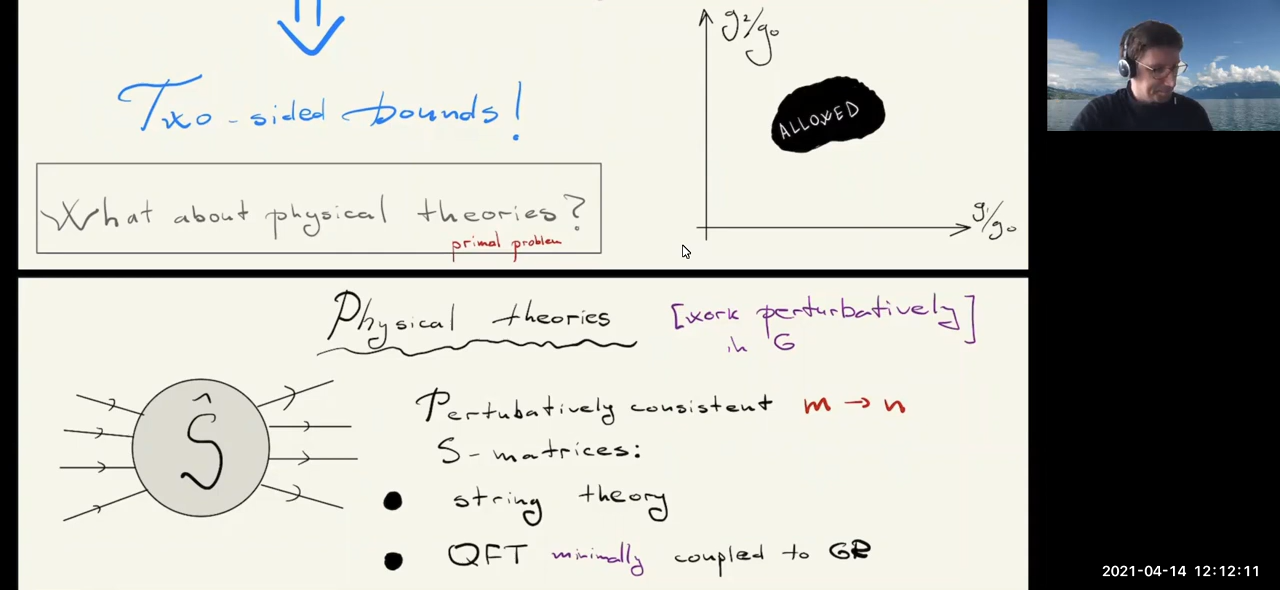 g2/g0
Two-sided bounds!
ALLOWED
What about physical theories?
primal problem
g1/g0
Physical theories [work perturbatively]
in G
Ŝ
Pertubatively consistent m → n
S-matrices:
● string theory
● QFT minimally coupled to GR
2021-04-14 12:12:11